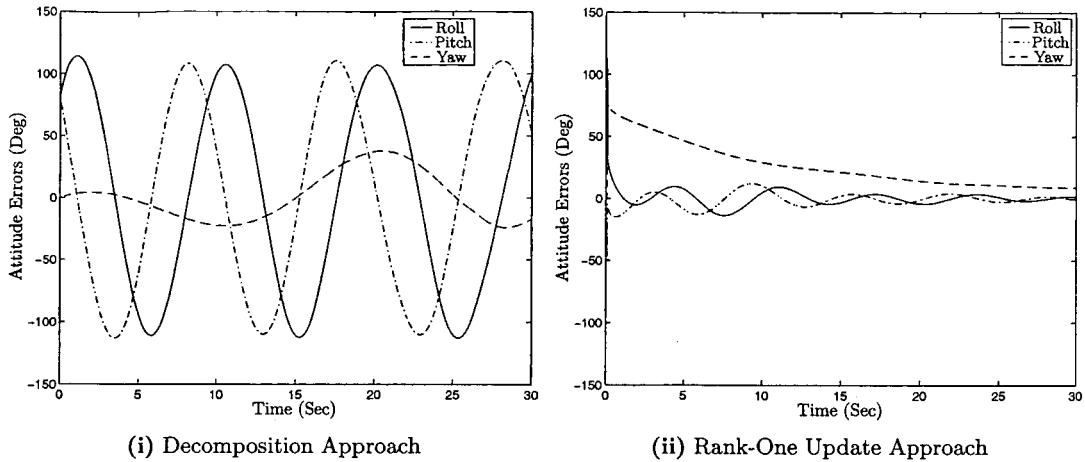 150
100
50
0
-50
-100
-150
Attitude Errors (Deg)
Roll
Pitch
Yaw
0 5 10 15 20 25 30
Time (Sec)
(i) Decomposition Approach
150
100
50
0
-50
-100
-150
Attitude Errors (Deg)
Roll
Pitch
Yaw
0 5 10 15 20 25 30
Time (Sec)
(ii) Rank-One Update Approach